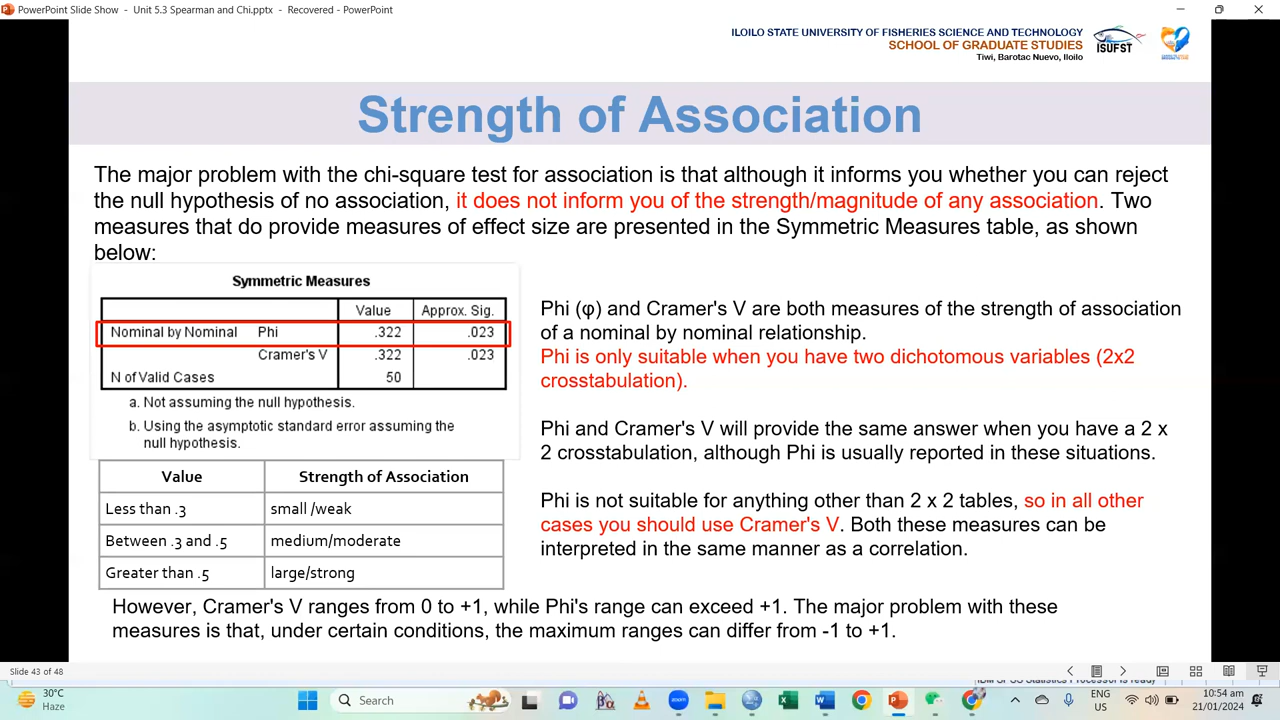 PowerPoint Slide Show - Unit 5.3 Spearman and Chi.pptx - Recovered - PowerPoint
ILOILO STATE UNIVERSITY OF FISHERIES SCIENCE AND TECHNOLOGY
SCHOOL OF GRADUATE STUDIES
Tiwi, Barotac Nuevo, Iloilo
ISUFST
Strength of Association
The major problem with the chi-square test for association is that although it informs you whether you can reject
the null hypothesis of no association, it does not inform you of the strength/magnitude of any association. Two
measures that do provide measures of effect size are presented in the Symmetric Measures table, as shown
below:
Symmetric Measures
Value Approx. Sig.
Nominal by Nominal Phi .322 .023
Cramer's V .322 .023
N of Valid Cases 50
a. Not assuming the null hypothesis.
b. Using the asymptotic standard error assuming the
null hypothesis.
Value Strength of Association
Less than .3 small /weak
Between .3 and .5 medium/moderate
Greater than .5 large/strong
Phi (φ) and Cramer's V are both measures of the strength of association
of a nominal by nominal relationship.
Phi is only suitable when you have two dichotomous variables (2x2
crosstabulation).
Phi and Cramer's V will provide the same answer when you have a 2 x
2 crosstabulation, although Phi is usually reported in these situations.
Phi is not suitable for anything other than 2 x 2 tables, so in all other
cases you should use Cramer's V. Both these measures can be
interpreted in the same manner as a correlation.
However, Cramer's V ranges from 0 to +1, while Phi's range can exceed +1. The major problem with these
measures is that, under certain conditions, the maximum ranges can differ from -1 to +1.
Slide 43 of 48
30°C
Haze
Search
zoom
ENG
US
10:54 am
21/01/2024